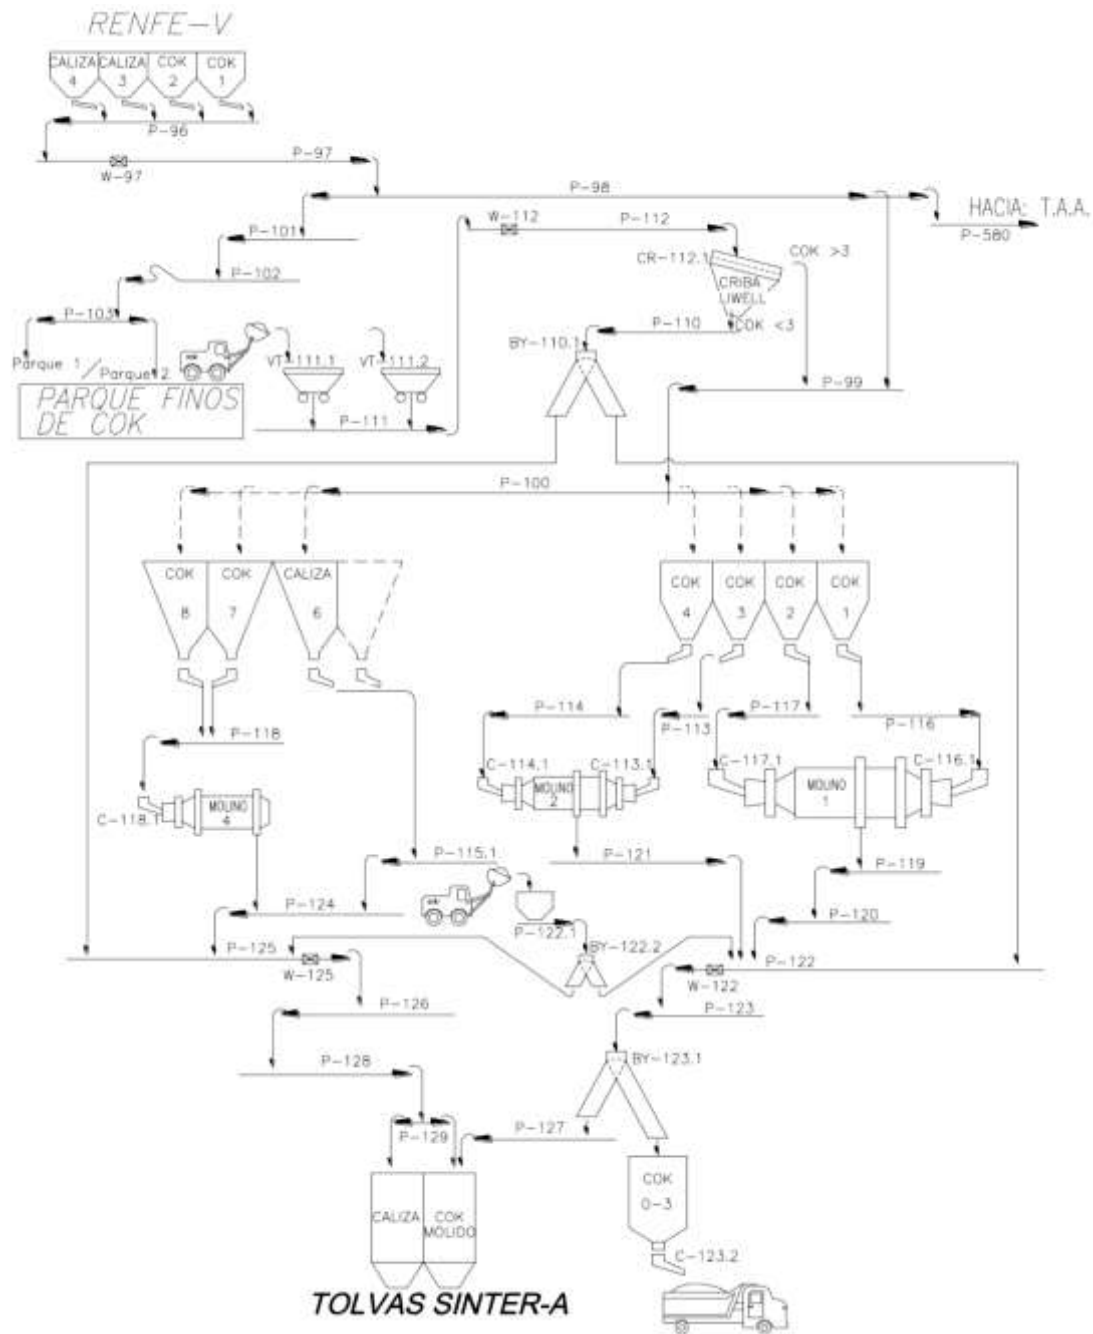 RENFE-V
CALIZA 4
CALIZA 3
COK 2
COK 1
P-96
P-97
W-97
P-98
HACIA: T.A.A.
P-580
P-101
W-112
P-112
P-102
CR-112.1
COK >3
CRIBA LIWELL
COK <3
P-103
P-110
BY-110.1
Parque 1 / Parque 2
VT-111.1
VT-111.2
P-99
PARQUE FINOS
DE COK
P-111
P-100
COK 8
COK 7
CALIZA 6
COK 4
COK 3
COK 2
COK 1
P-114
P-113
P-117
P-116
P-118
C-114.1
C-113.1
C-117.1
C-116.1
MOLINO 4
C-118.1
MOLINO 2
MOLINO 1
P-115.1
P-121
P-119
P-124
P-122.1
P-120
P-125
W-125
BY-122.2
P-122
W-122
P-126
P-123
P-128
BY-123.1
P-129
P-127
CALIZA
COK MOLIDO
COK 0-3
C-123.2
TOLVAS SINTER-A